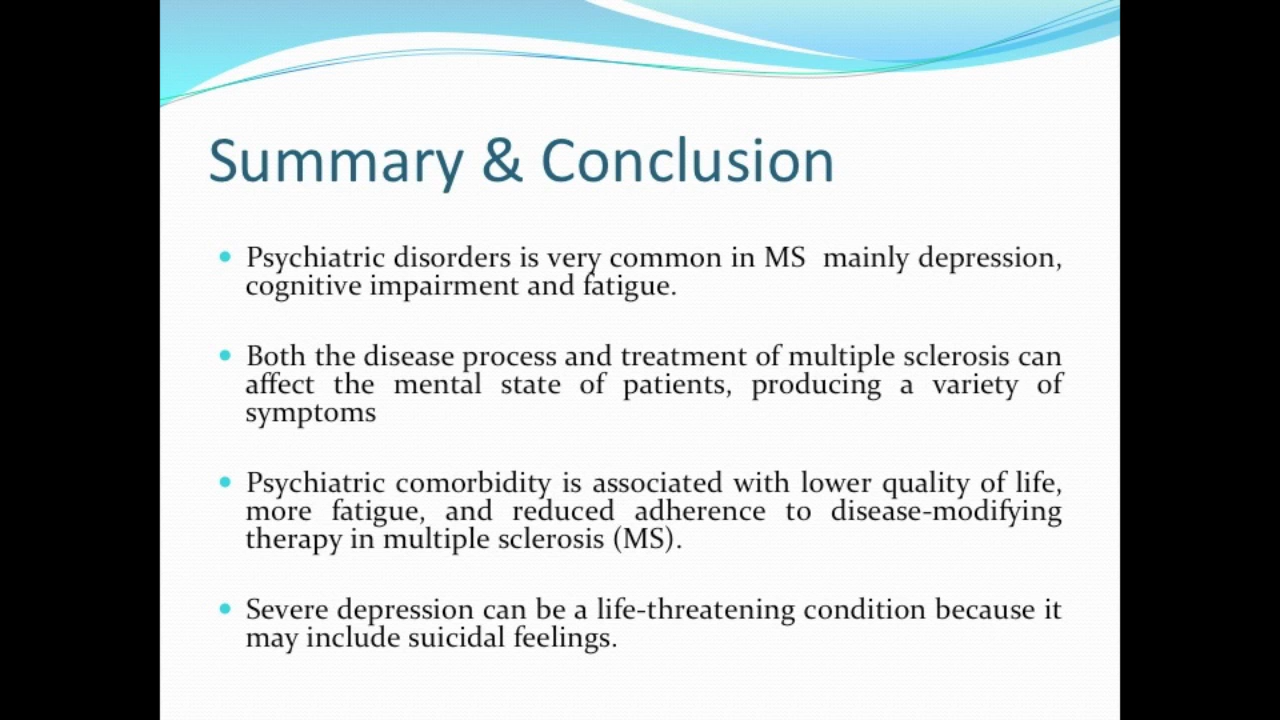 Summary & Conclusion
Psychiatric disorders is very common in MS  mainly depression,
cognitive impairment and fatigue.
Both the disease process and treatment of multiple sclerosis can
affect the mental state of patients, producing a variety of
symptoms
Psychiatric comorbidity is associated with lower quality of life,
more fatigue, and reduced adherence to disease-modifying
therapy in multiple sclerosis (MS).
Severe depression can be a life-threatening condition because it
may include suicidal feelings.